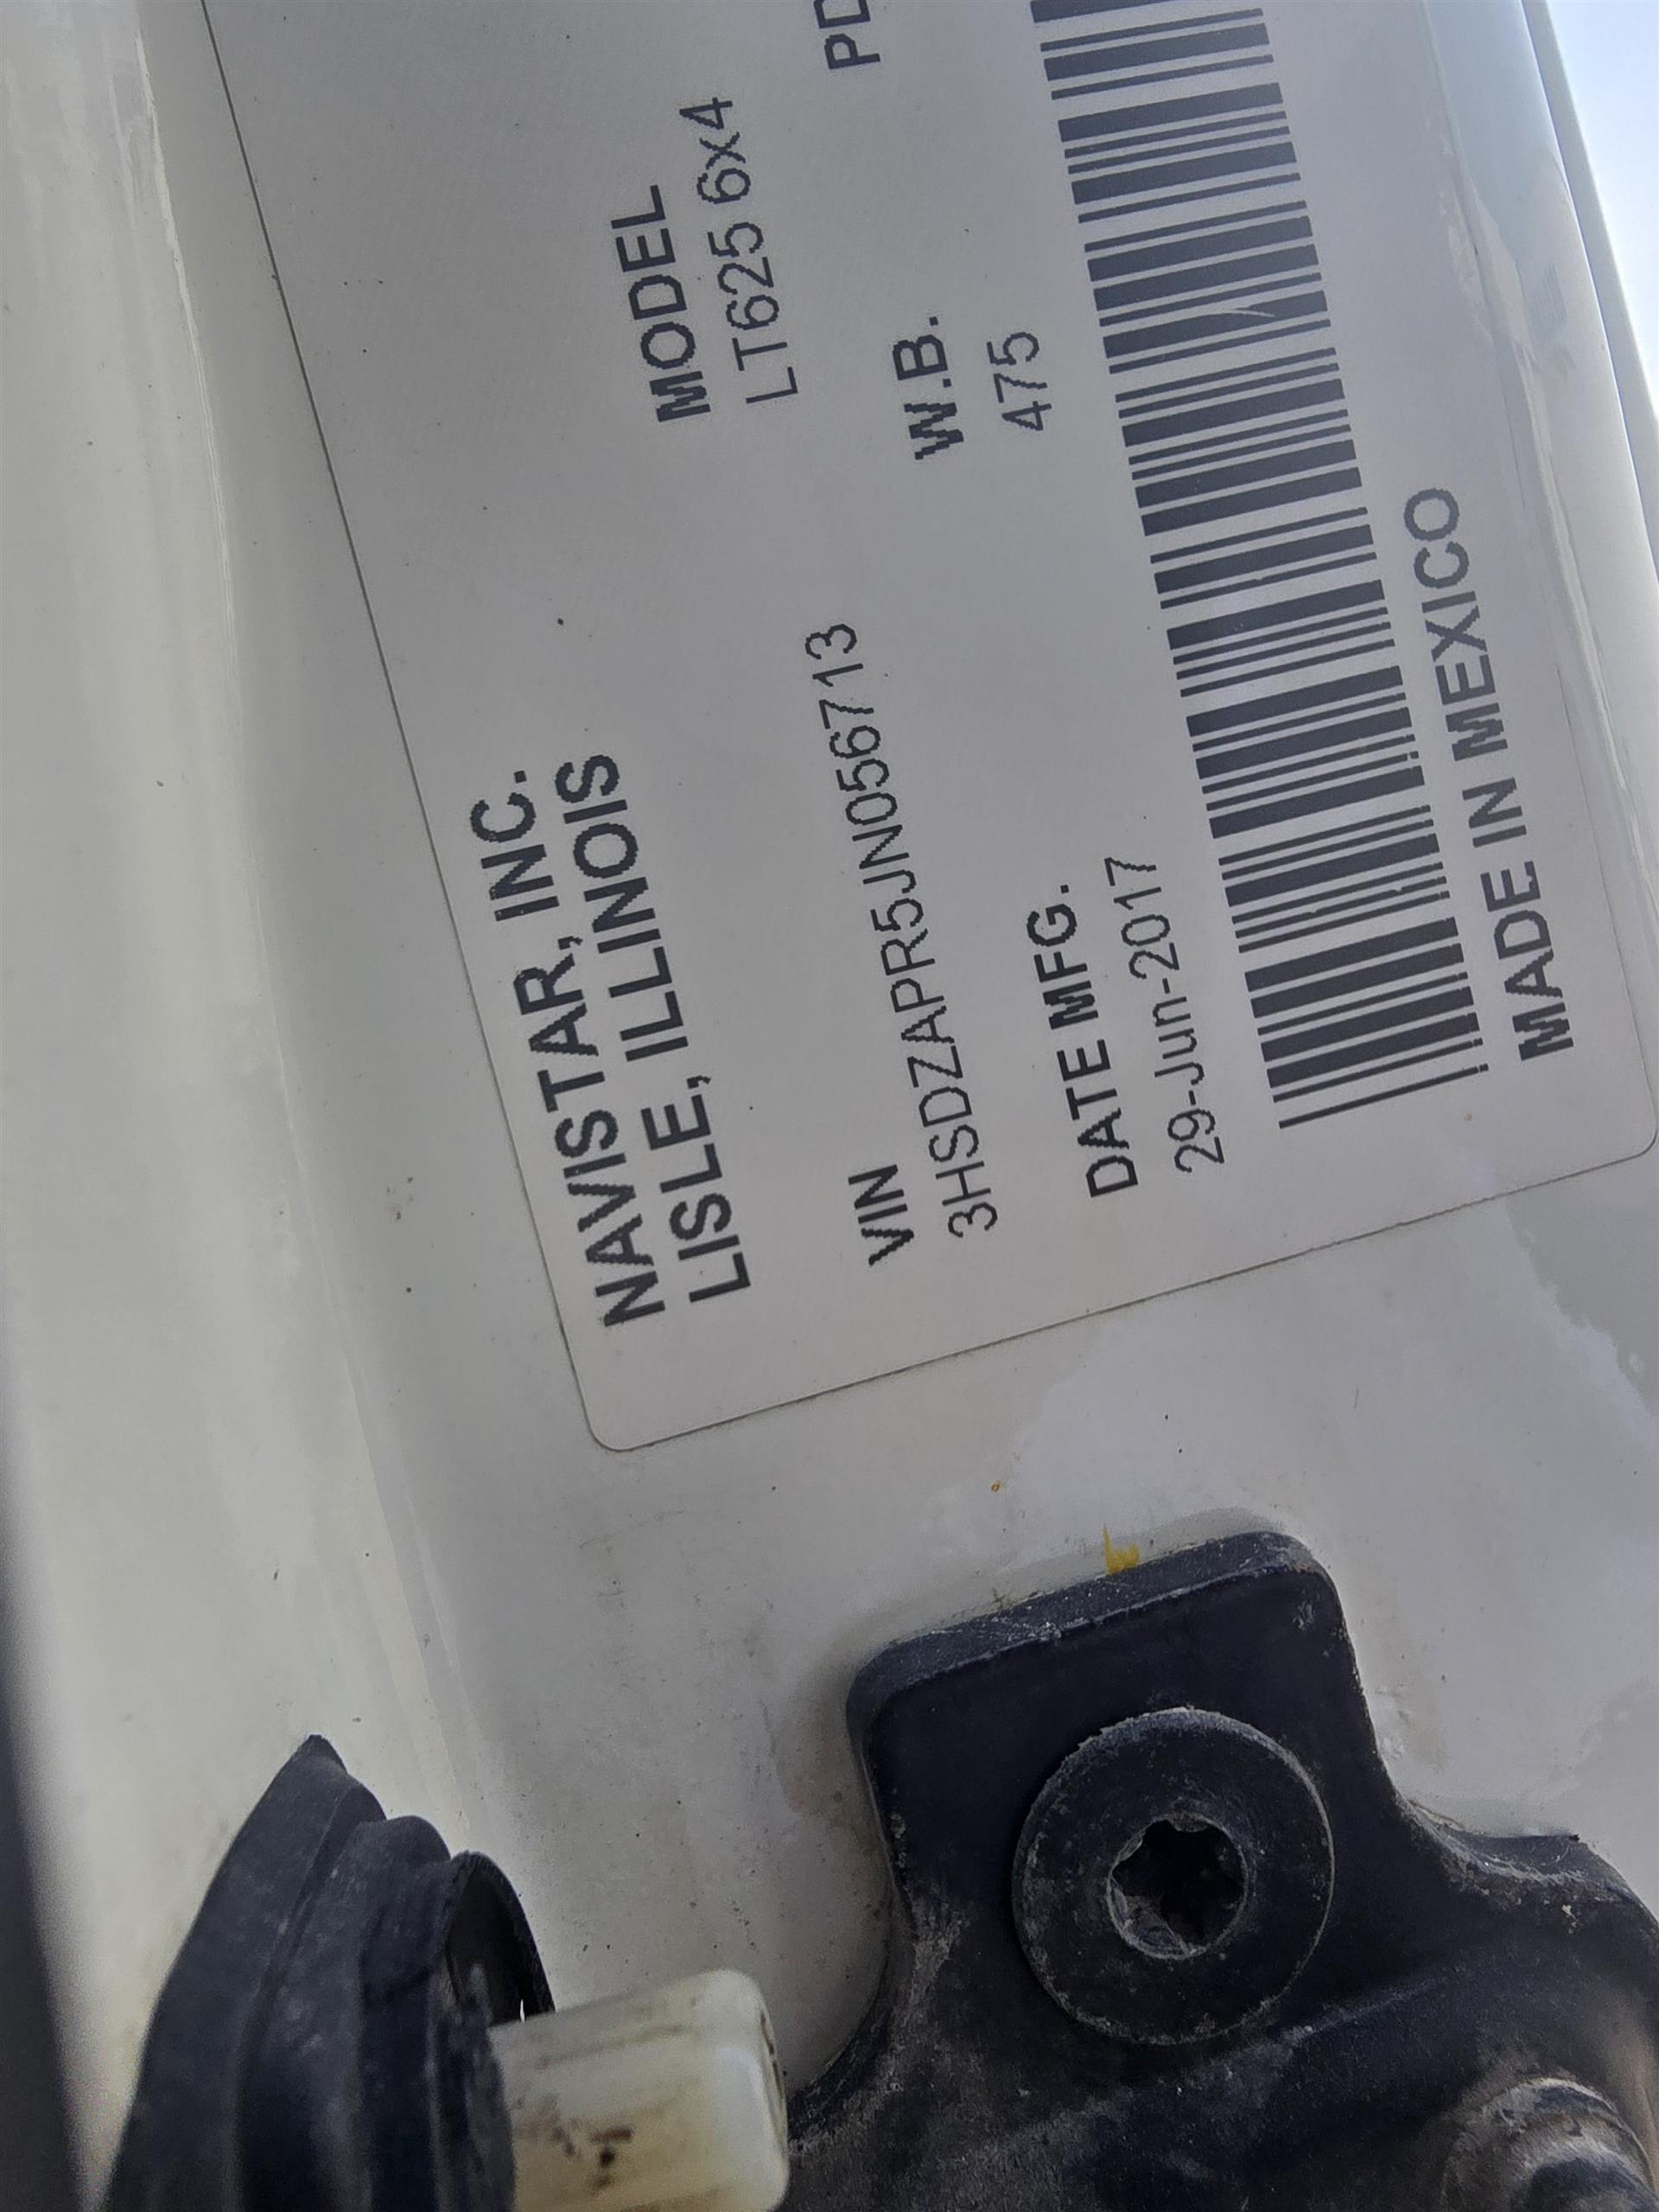 NAVISTAR, INC.
LISLE, ILLINOIS
VIN
3HSDZAPR5JN056713
MODEL
LT625 6x4
DATE MFG.
29-Jun-2017
W.B.
475
MADE IN MEXICO